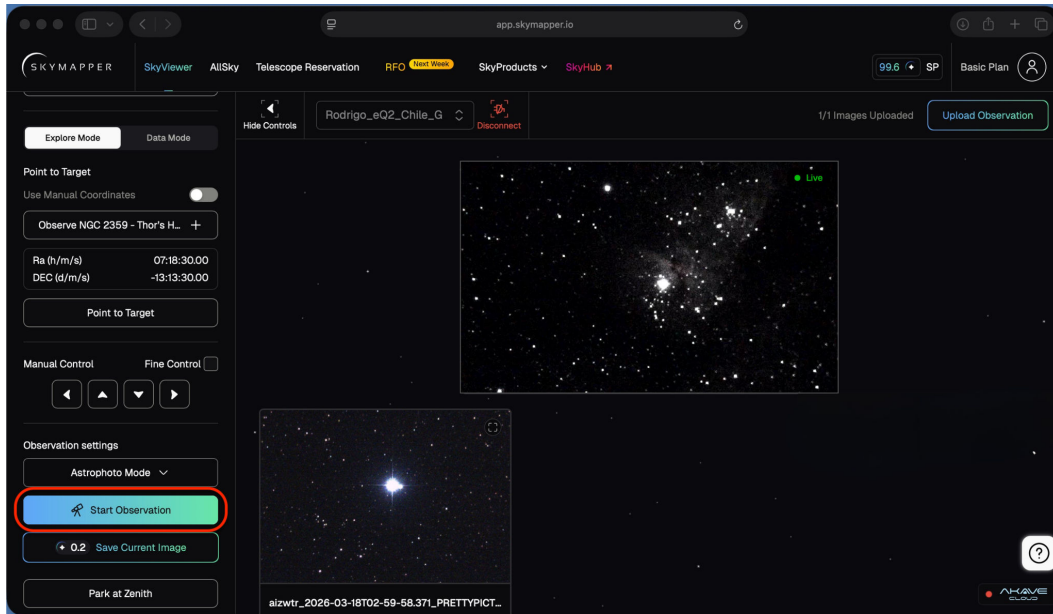 app.skymapper.io
SKYMAPPER
SkyViewer
AllSky
Telescope Reservation
RFO Next Week
SkyProducts
SkyHub
99.6 SP
Basic Plan
Hide Controls
Rodrigo_eQ2_Chile_G
Disconnect
1/1 Images Uploaded
Upload Observation
Explore Mode
Data Mode
Point to Target
Use Manual Coordinates
Observe NGC 2359 - Thor's H... +
Ra (h/m/s) 07:18:30.00
DEC (d/m/s) -13:13:30.00
Point to Target
Manual Control
Fine Control
Observation settings
Astrophoto Mode
Start Observation
0.2 Save Current Image
Park at Zenith
Live
aizwtr_2026-03-18T02-59-58.371_PRETTYPICT...
?
AKAVE
CLOUD